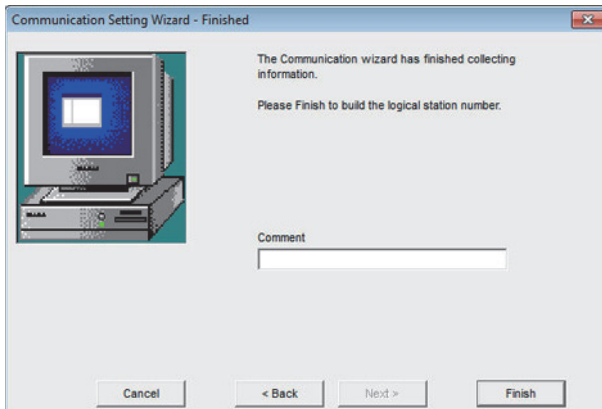 Communication Setting Wizard - Finished
The Communication wizard has finished collecting
information.
Please Finish to build the logical station number.
Comment
Cancel
< Back
Next >
Finish